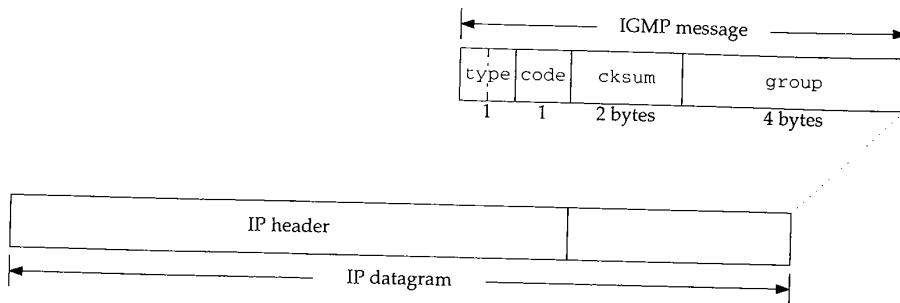 IGMP message
type code cksum group
1 1 2 bytes 4 bytes
IP header
IP datagram